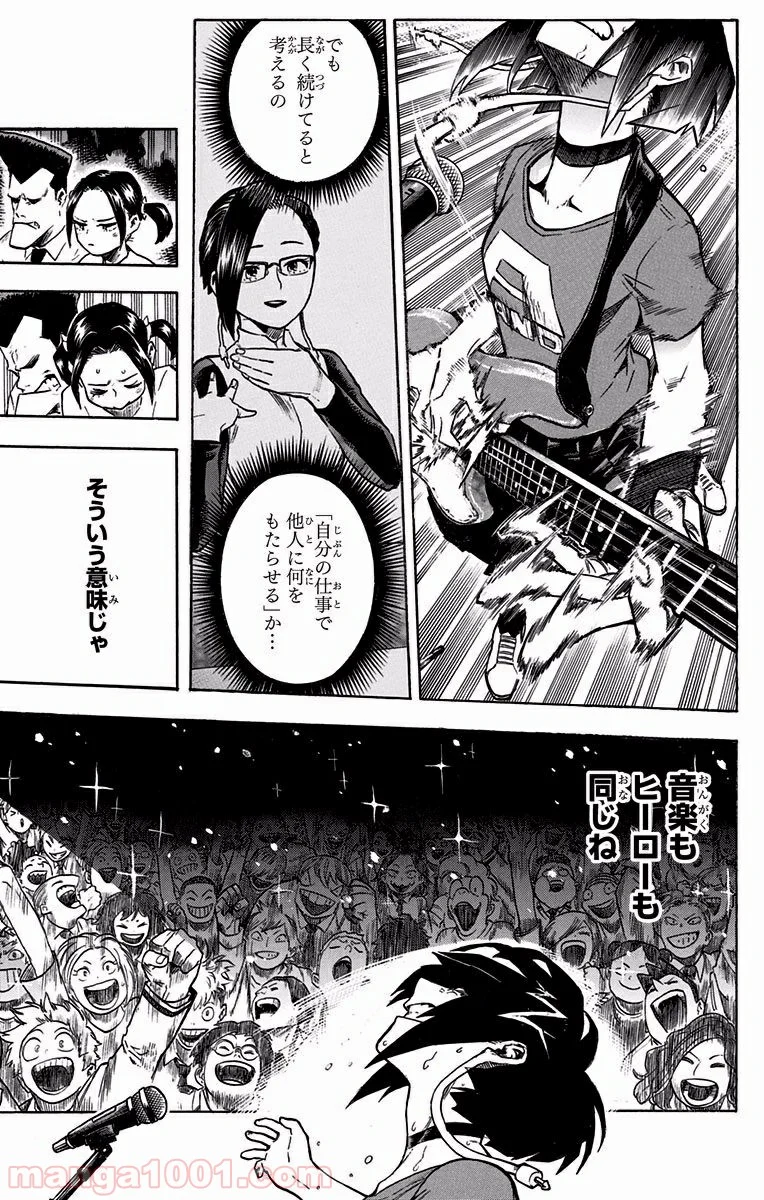 でも
長く続けてると
考えるの
「自分の仕事で
他人に何を
もたらせる」か…
そういう意味じゃ
音楽も
ヒーローも
同じね
manga1001.com